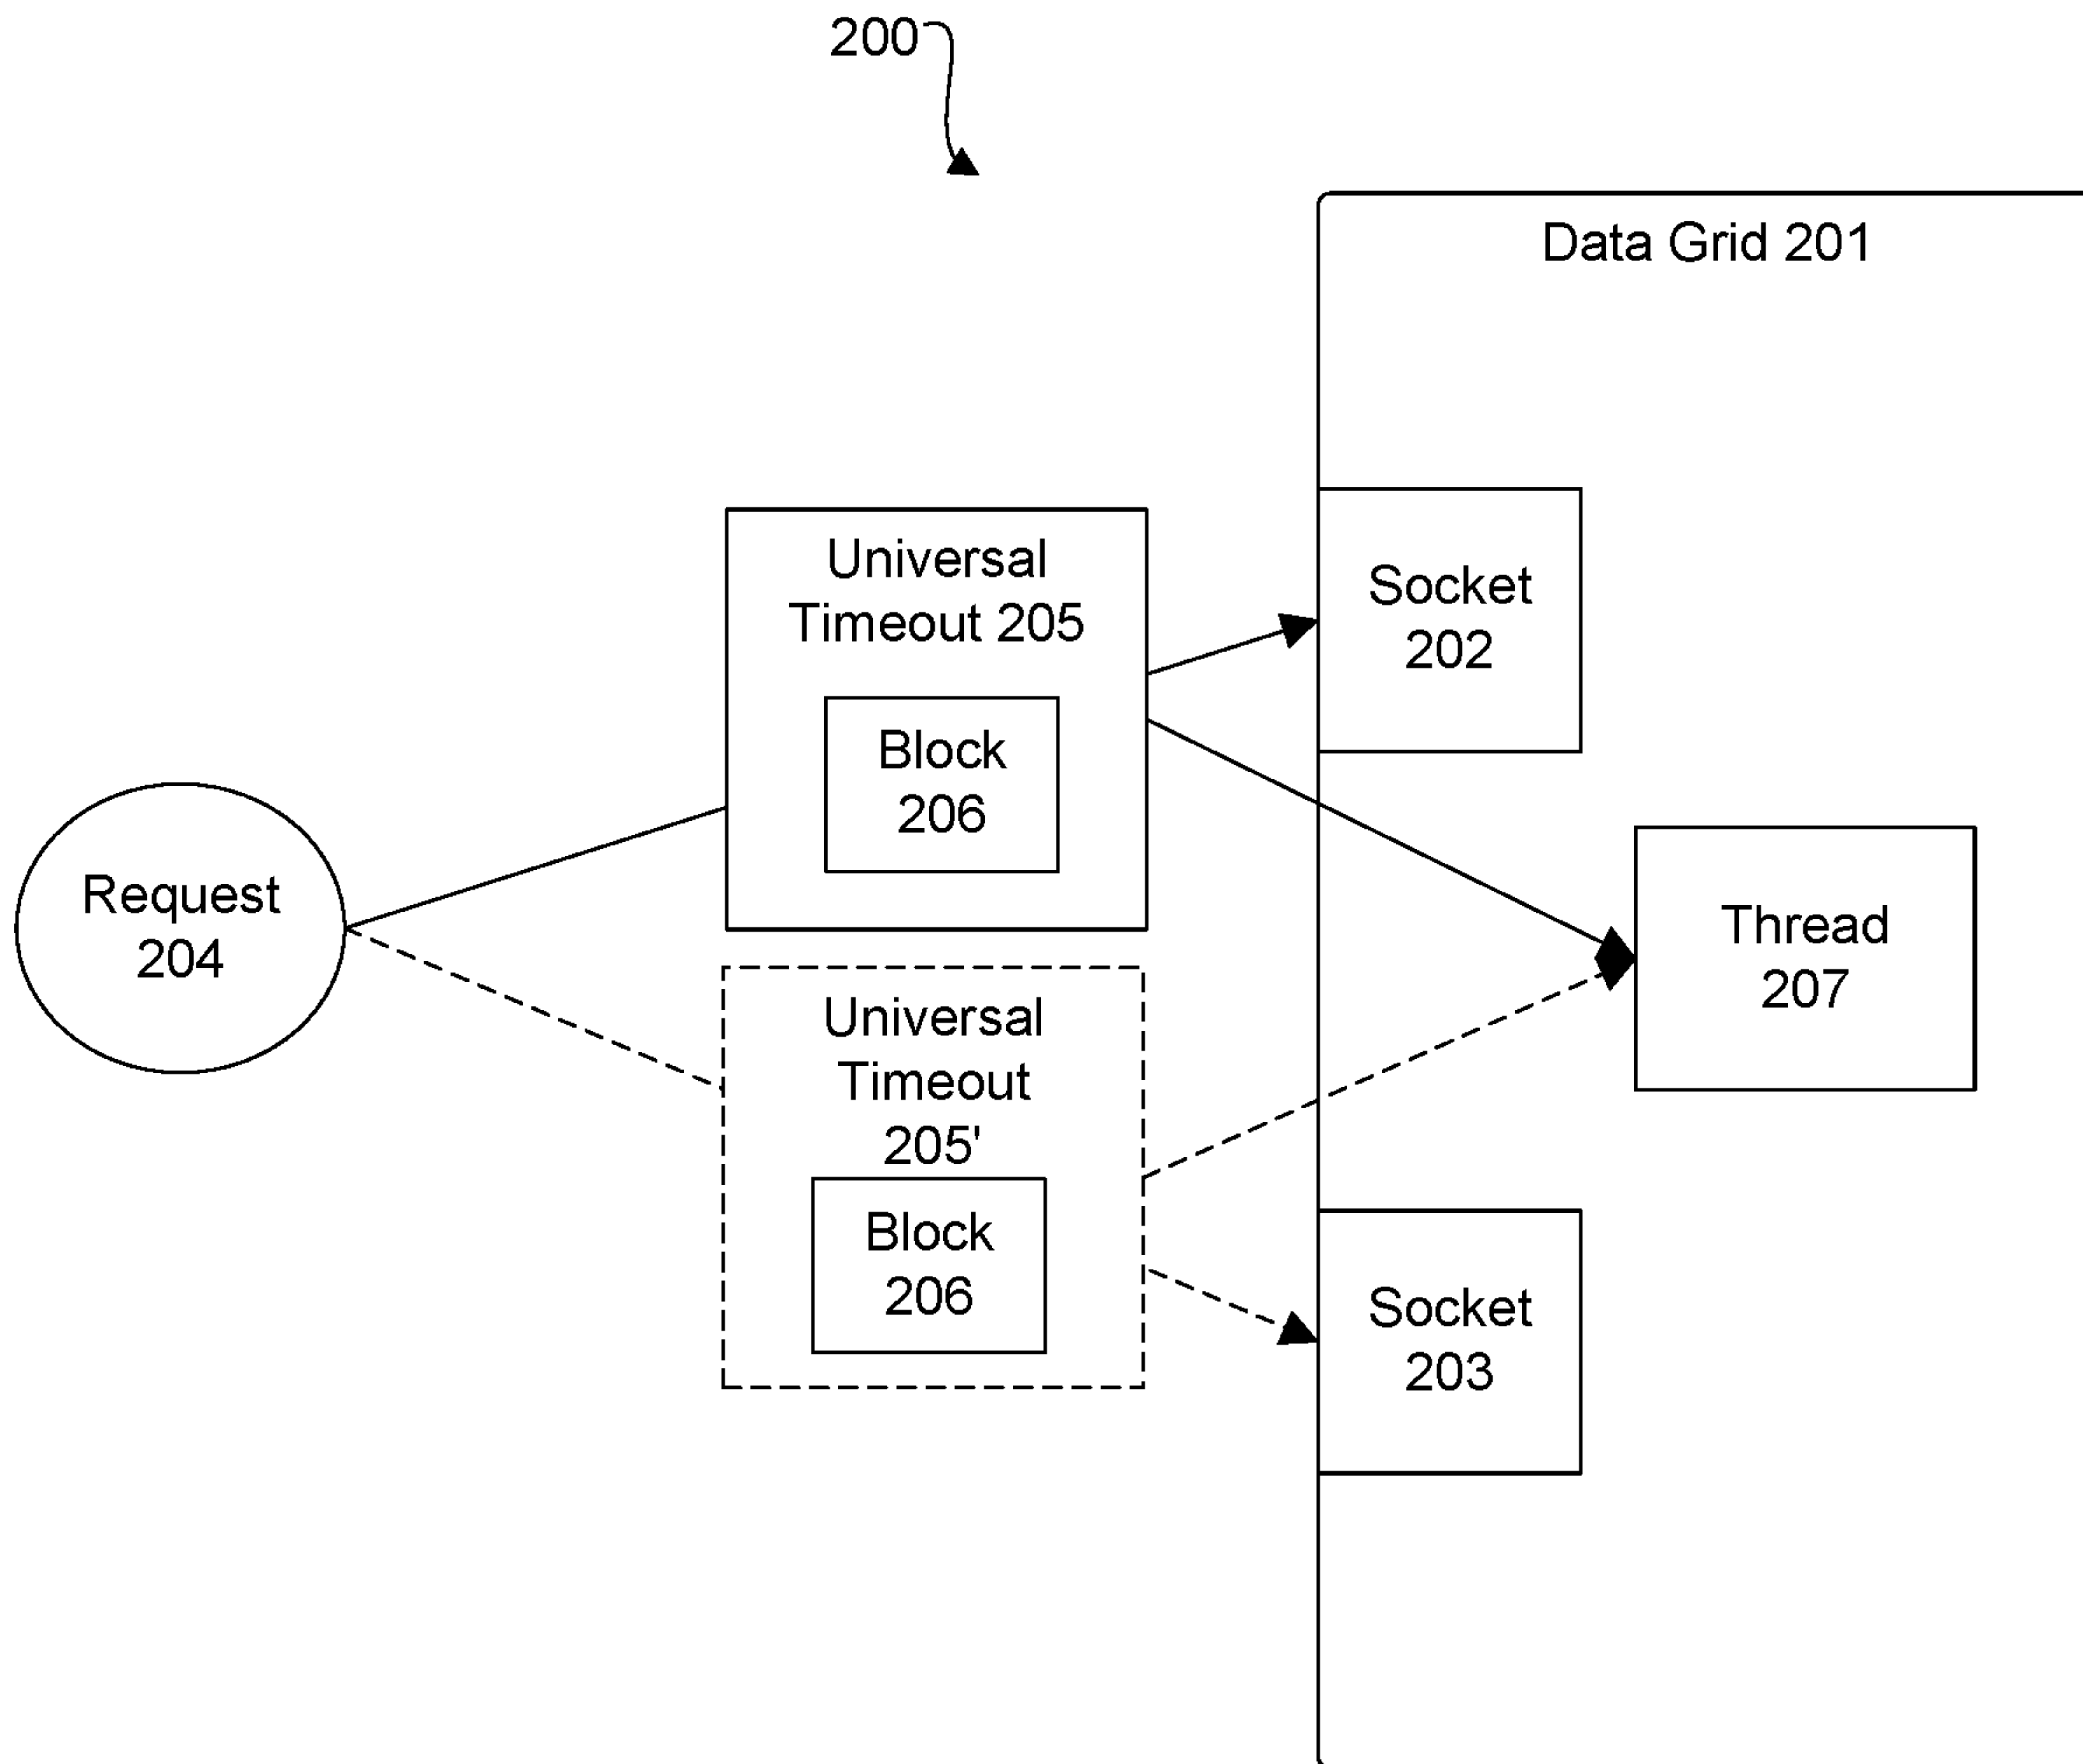 200
Data Grid 201
Universal
Timeout 205
Block
206
Socket
202
Request
204
Thread
207
Universal
Timeout
205'
Block
206
Socket
203